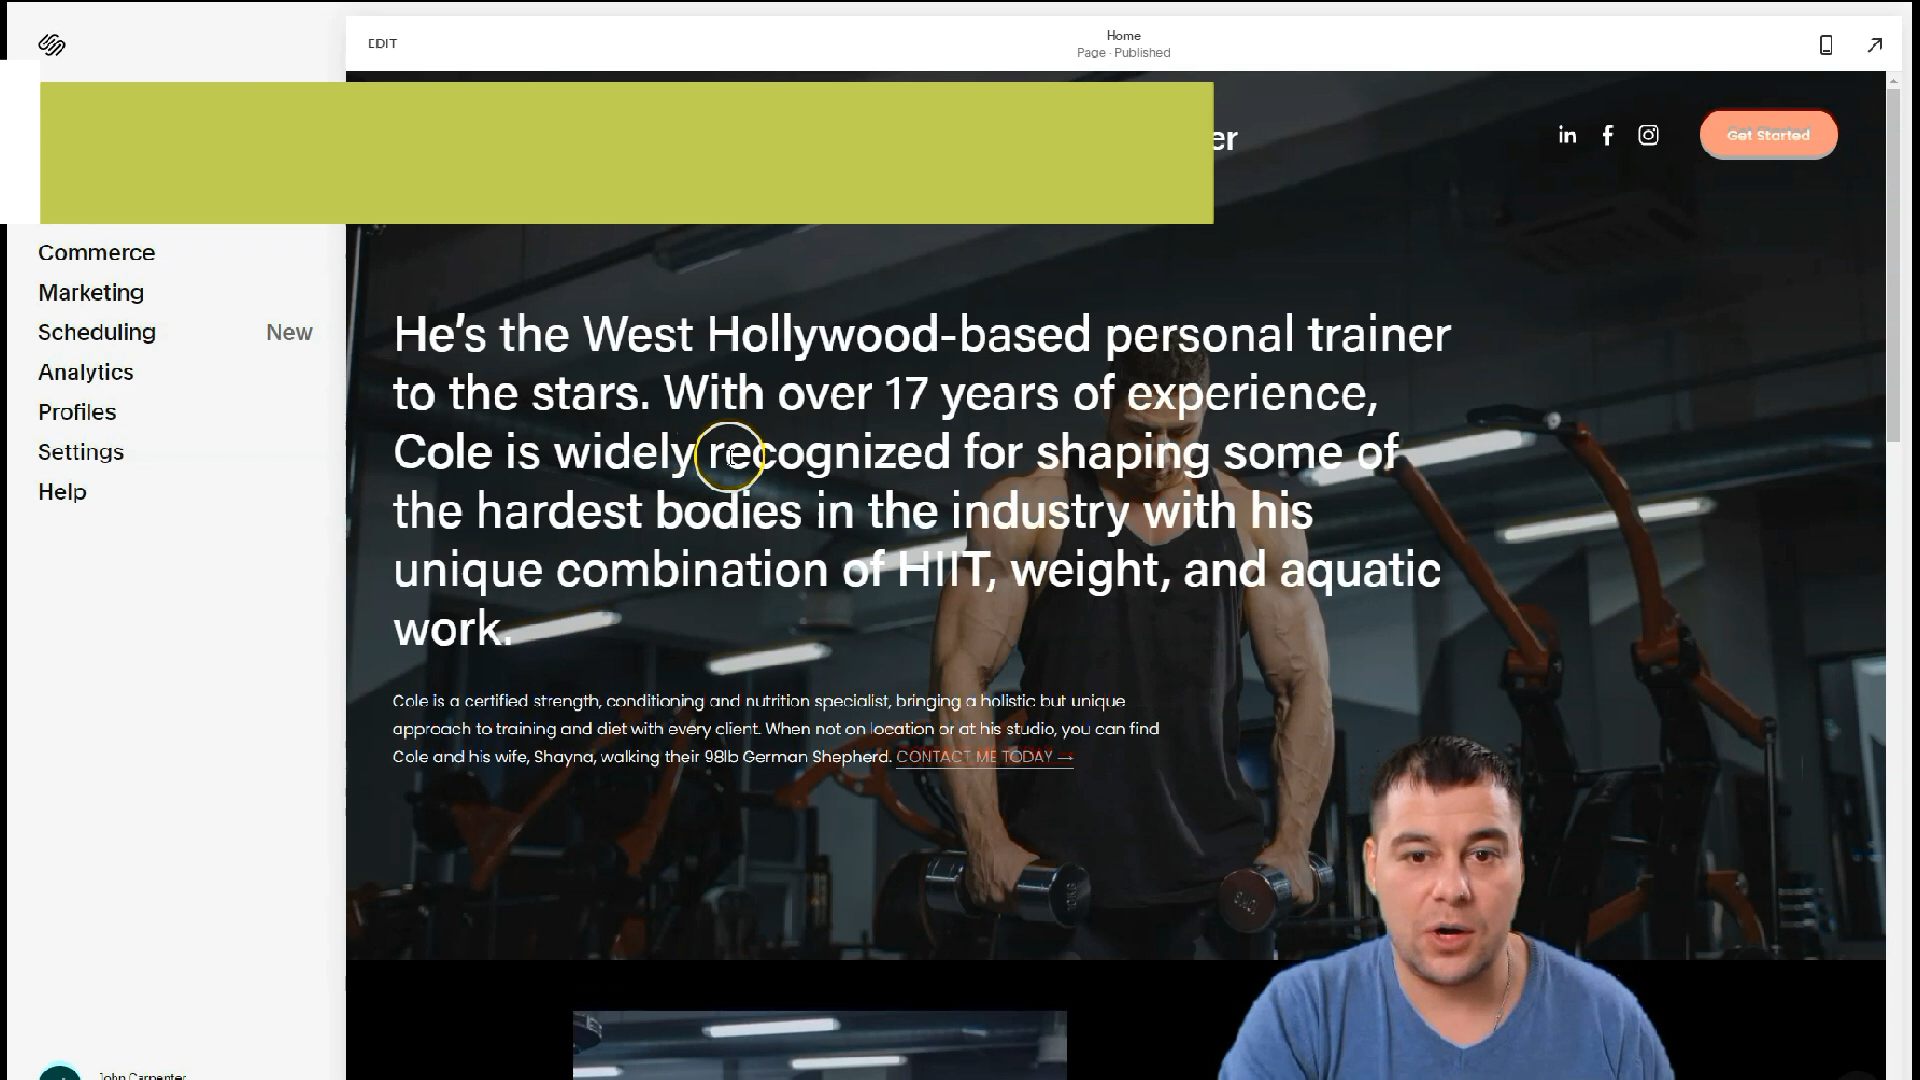 EDIT
Home
Page · Published
er
Get Started
Commerce
Marketing
Scheduling New
Analytics
Profiles
Settings
Help
He's the West Hollywood-based personal trainer
to the stars. With over 17 years of experience,
Cole is widely recognized for shaping some of
the hardest bodies in the industry with his
unique combination of HIIT, weight, and aquatic
work.
Cole is a certified strength, conditioning and nutrition specialist, bringing a holistic but unique
approach to training and diet with every client. When not on location or at his studio, you can find
Cole and his wife, Shayna, walking their 98lb German Shepherd. CONTACT ME TODAY →
John Carpenter